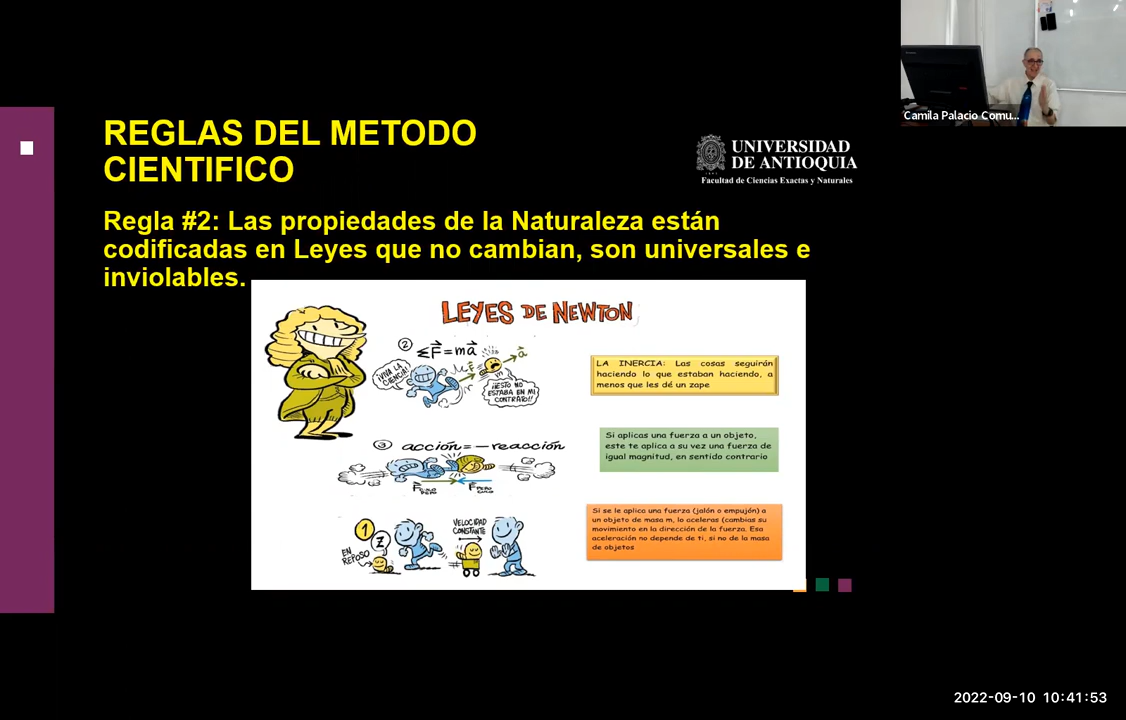 Camila Palacio Comu...
REGLAS DEL METODO
CIENTIFICO
UNIVERSIDAD
DE ANTIOQUIA
Facultad de Ciencias Exactas y Naturales
Regla #2: Las propiedades de la Naturaleza están
codificadas en Leyes que no cambian, son universales e
inviolables.
LEYES DE NEWTON
2 ΣF=ma
¡VIVA LA
CIENCIA!
F
a
¡¡ESTO NO
ESTABA EN MI
CONTRATO!!
LA INERCIA: Las cosas seguirán
haciendo lo que estaban haciendo, a
menos que les dé un zape
3 acción=-reacción
Si aplicas una fuerza a un objeto,
este te aplica a su vez una fuerza de
igual magnitud, en sentido contrario
1
EN
REPOSO
Z
VELOCIDAD
CONSTANTE
Si se le aplica una fuerza (jalón o empujón) a
un objeto de masa m, lo aceleras (cambias su
movimiento en la dirección de la fuerza. Esa
aceleración no depende de ti, si no de la masa
de objetos
2022-09-10 10:41:53